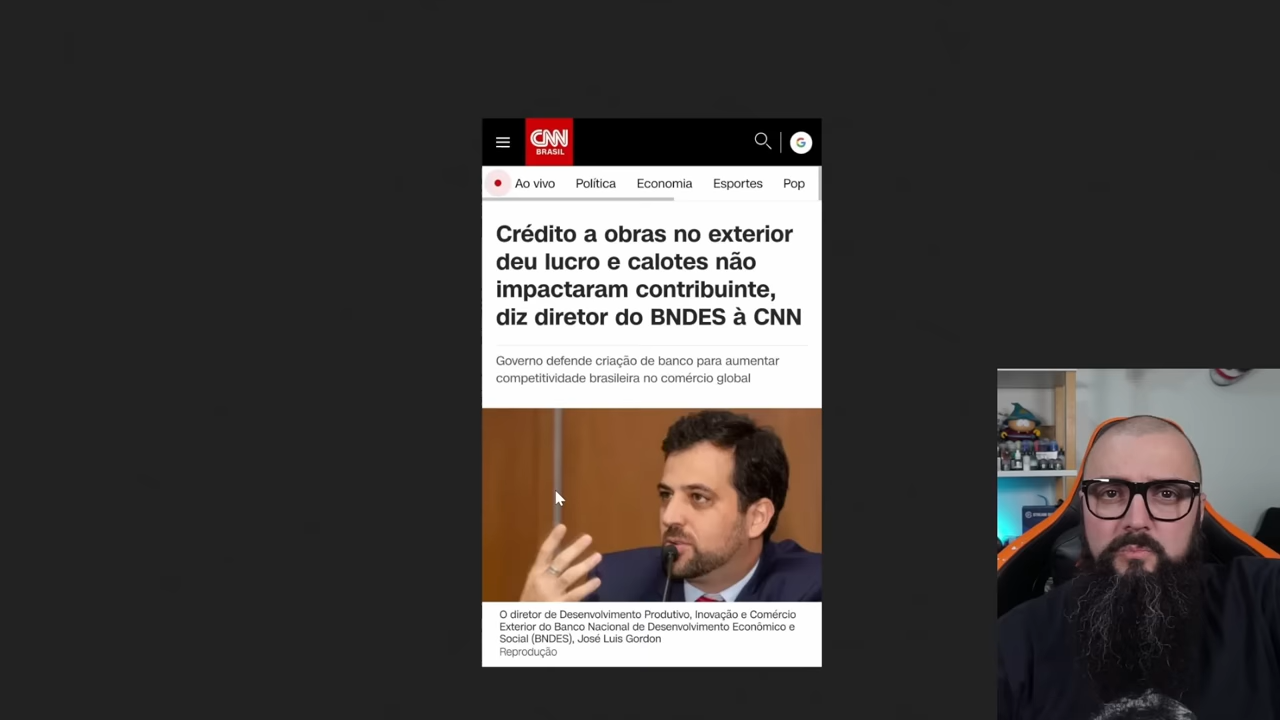 CNN
BRASIL
Ao vivo Política Economia Esportes Pop
Crédito a obras no exterior
deu lucro e calotes não
impactaram contribuinte,
diz diretor do BNDES à CNN
Governo defende criação de banco para aumentar
competitividade brasileira no comércio global
O diretor de Desenvolvimento Produtivo, Inovação e Comércio
Exterior do Banco Nacional de Desenvolvimento Econômico e
Social (BNDES), José Luis Gordon
Reprodução